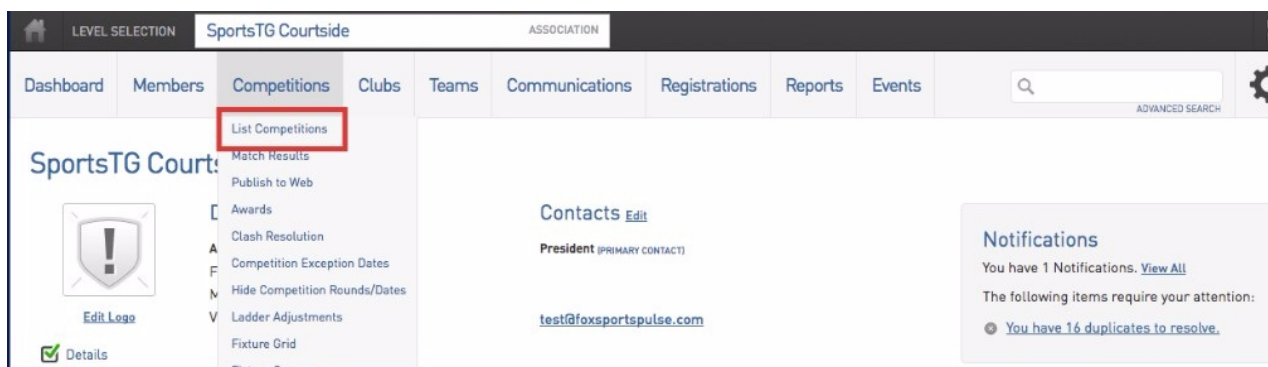 LEVEL SELECTION SportsTG Courtside ASSOCIATION
Dashboard Members Competitions Clubs Teams Communications Registrations Reports Events
ADVANCED SEARCH
List Competitions
Match Results
Publish to Web
Awards
Clash Resolution
Competition Exception Dates
Hide Competition Rounds/Dates
Ladder Adjustments
Fixture Grid
SportsTG Courts
Edit Logo
Details
Contacts Edit
President (PRIMARY CONTACT)
test@foxsportspulse.com
Notifications
You have 1 Notifications. View All
The following items require your attention:
You have 16 duplicates to resolve.